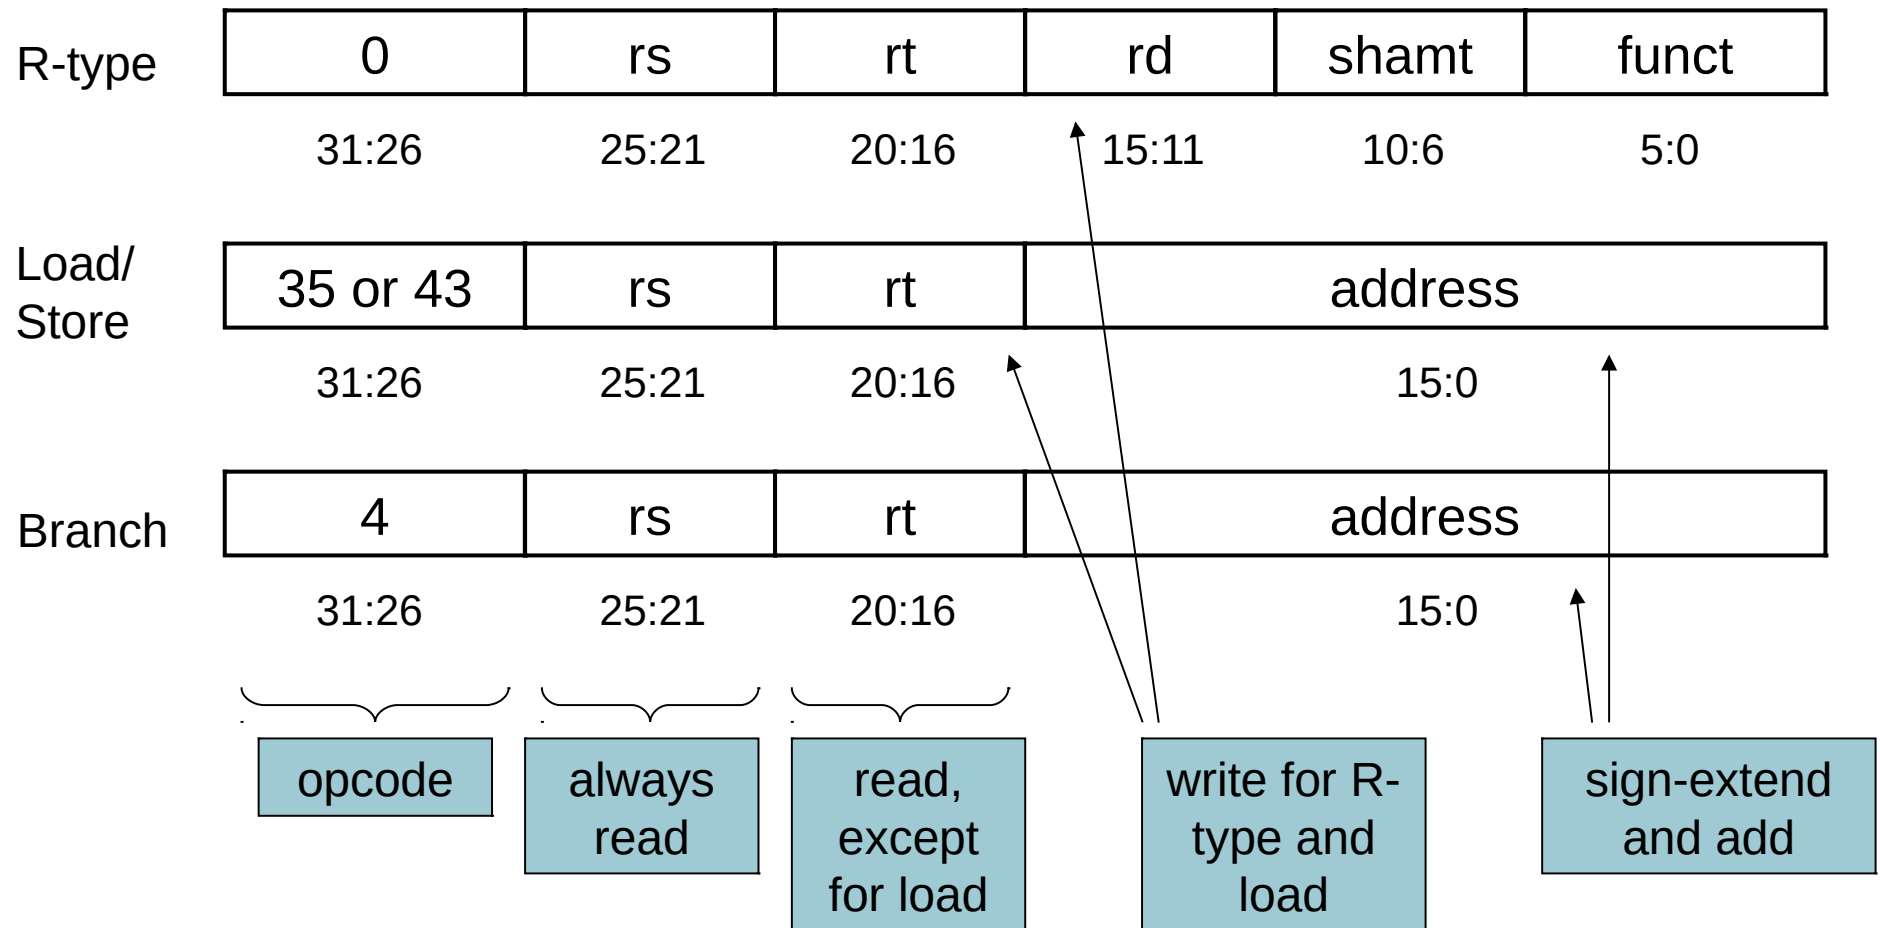 R-type
0 rs rt rd shamt funct
31:26 25:21 20:16 15:11 10:6 5:0
Load/
Store
35 or 43 rs rt address
31:26 25:21 20:16 15:0
Branch
4 rs rt address
31:26 25:21 20:16 15:0
opcode
always
read
read,
except
for load
write for R-
type and
load
sign-extend
and add